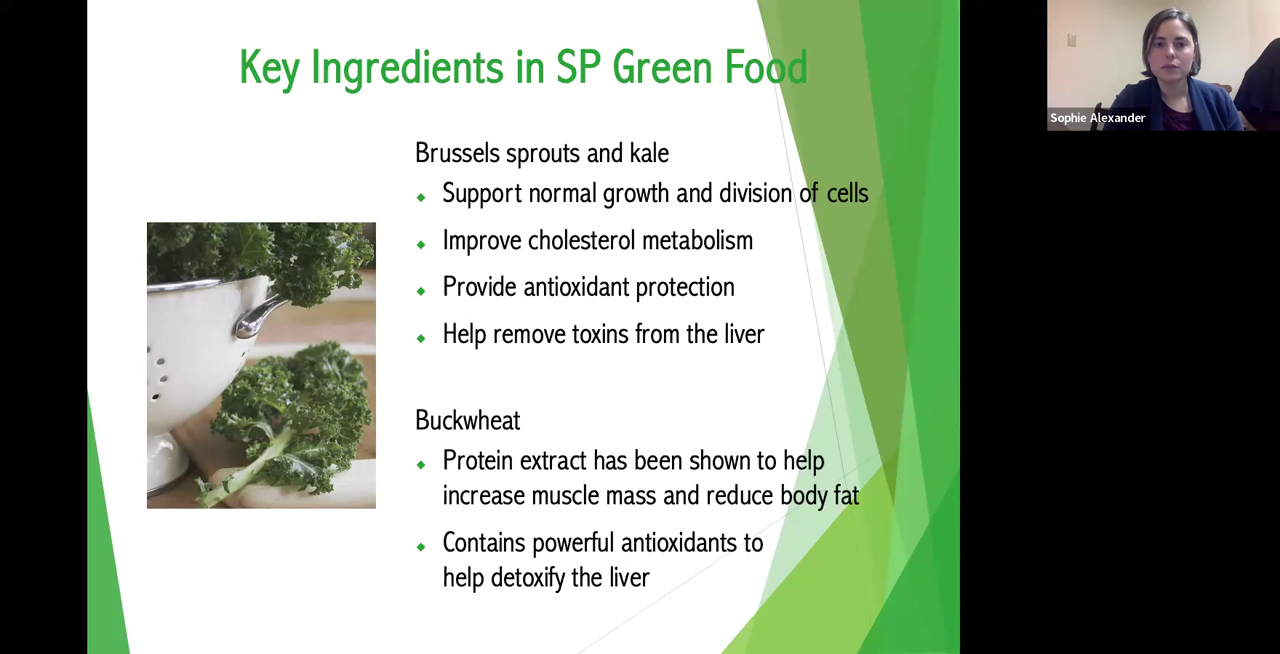 Key Ingredients in SP Green Food
Sophie Alexander
Brussels sprouts and kale
Support normal growth and division of cells
Improve cholesterol metabolism
Provide antioxidant protection
Help remove toxins from the liver
Buckwheat
Protein extract has been shown to help
increase muscle mass and reduce body fat
Contains powerful antioxidants to
help detoxify the liver